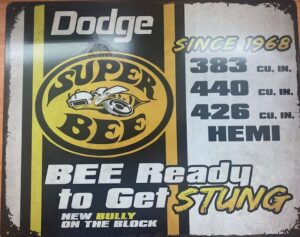 Dodge
SUPER
BEE
SINCE 1968
383 CU. IN.
440 CU. IN.
426 CU. IN.
HEMI
BEE Ready
to Get STUNG
NEW BULLY
ON THE BLOCK